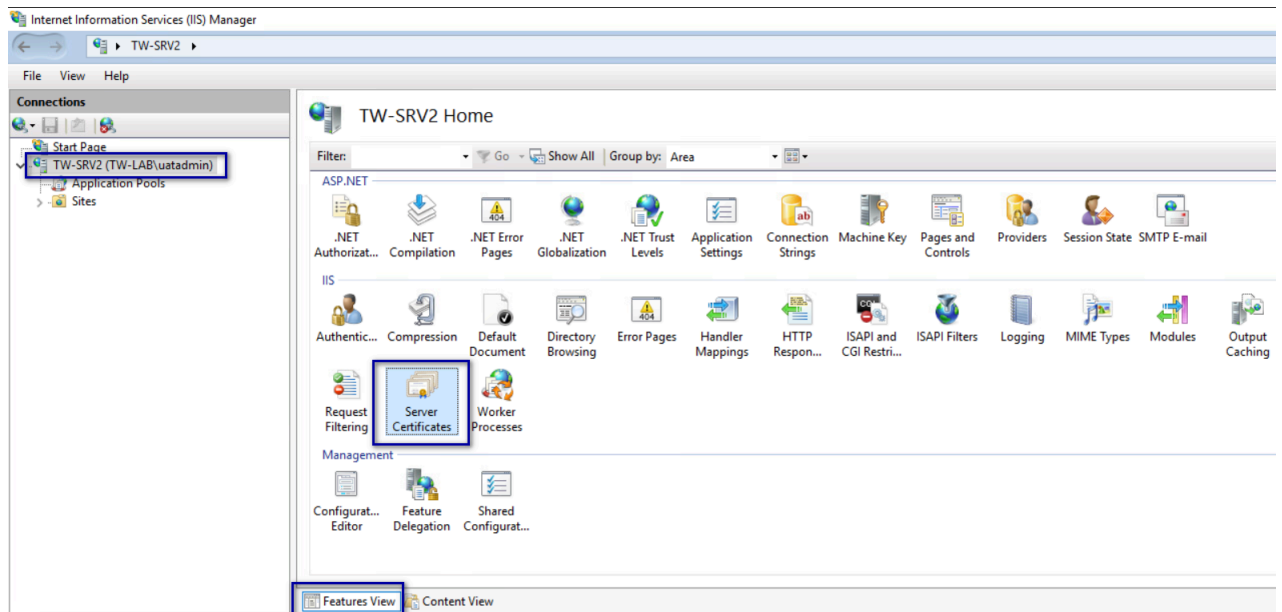 Internet Information Services (IIS) Manager
TW-SRV2
File View Help
Connections
Start Page
TW-SRV2 (TW-LAB\uatadmin)
Application Pools
Sites
TW-SRV2 Home
Filter: Go Show All Group by: Area
ASP.NET
.NET Authorizat...
.NET Compilation
.NET Error Pages
.NET Globalization
.NET Trust Levels
Application Settings
Connection Strings
Machine Key
Pages and Controls
Providers
Session State
SMTP E-mail
IIS
Authentic...
Compression
Default Document
Directory Browsing
Error Pages
Handler Mappings
HTTP Respon...
ISAPI and CGI Restri...
ISAPI Filters
Logging
MIME Types
Modules
Output Caching
Request Filtering
Server Certificates
Worker Processes
Management
Configurat... Editor
Feature Delegation
Shared Configurat...
Features View
Content View